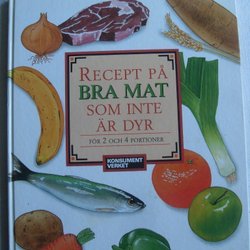 RECEPT PÅ
BRA MAT
SOM INTE
ÄR DYR
FÖR 2 OCH 4 PORTIONER
KONSUMENT
VERKET